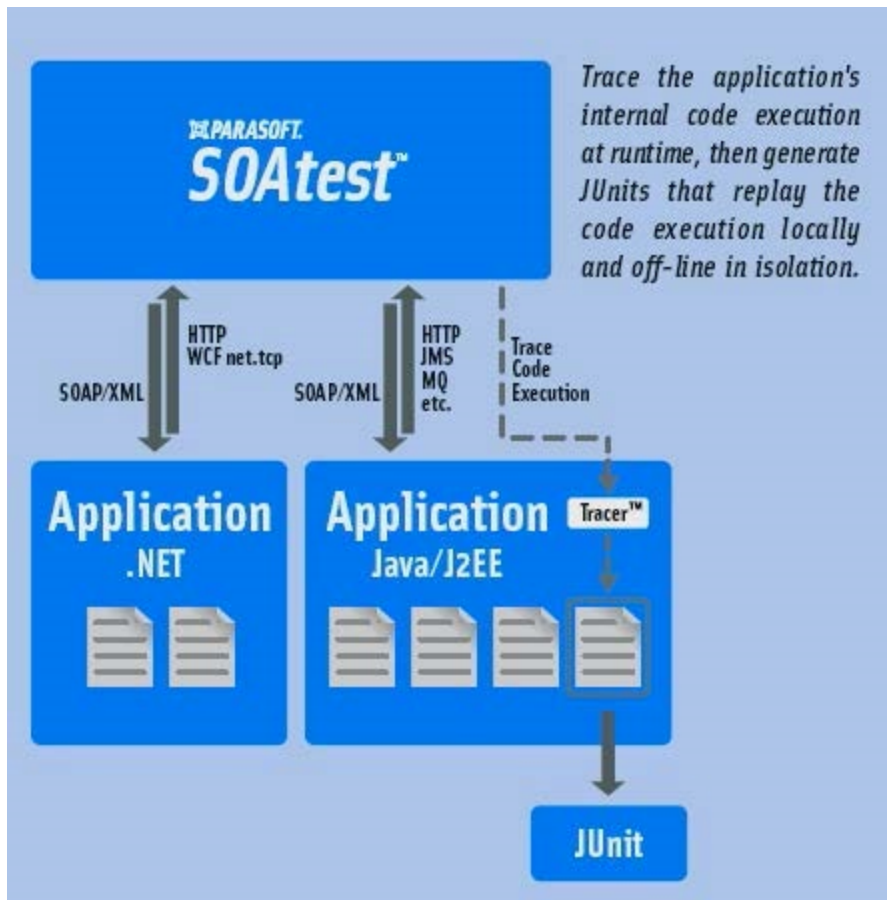 PARASOFT.
SOAtest™
Trace the application's
internal code execution
at runtime, then generate
JUnits that replay the
code execution locally
and off-line in isolation.
SOAP/XML
HTTP
WCF net.tcp
SOAP/XML
HTTP
JMS
MQ
etc.
Trace
Code
Execution
Application
.NET
Application
Java/J2EE
Tracer™
JUnit